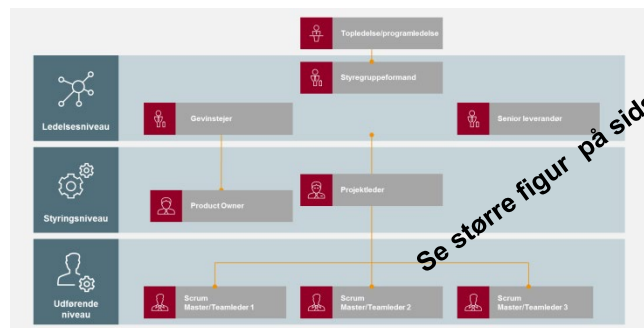 Topledelse/programledelse
Styregruppeformand
Ledelsesniveau
Gevinstejer
Senior leverandør
Styringsniveau
Product Owner
Projektleder
Se større figur på side
Udførende
niveau
Scrum
Master/Teamleder 1
Scrum
Master/Teamleder 2
Scrum
Master/Teamleder 3